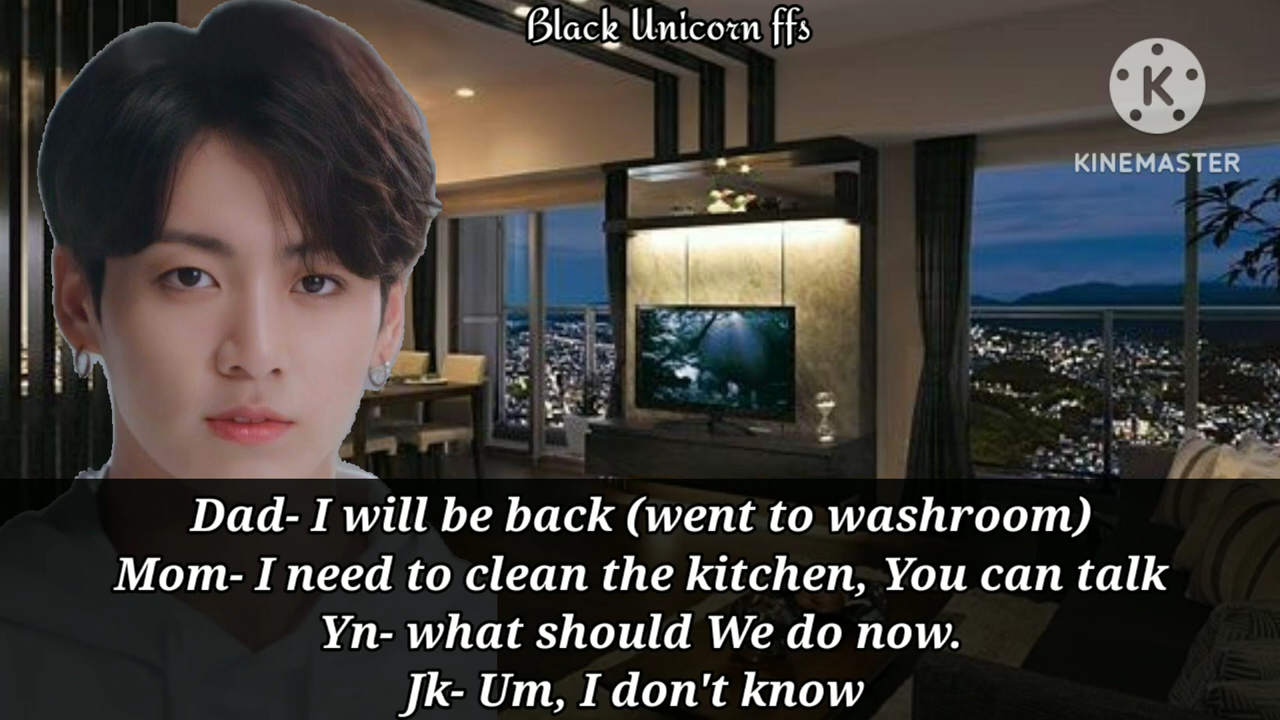 Black Unicorn ffs
K
KINEMASTER
Dad- I will be back (went to washroom)
Mom- I need to clean the kitchen, You can talk
Yn- what should We do now.
Jk- Um, I don't know